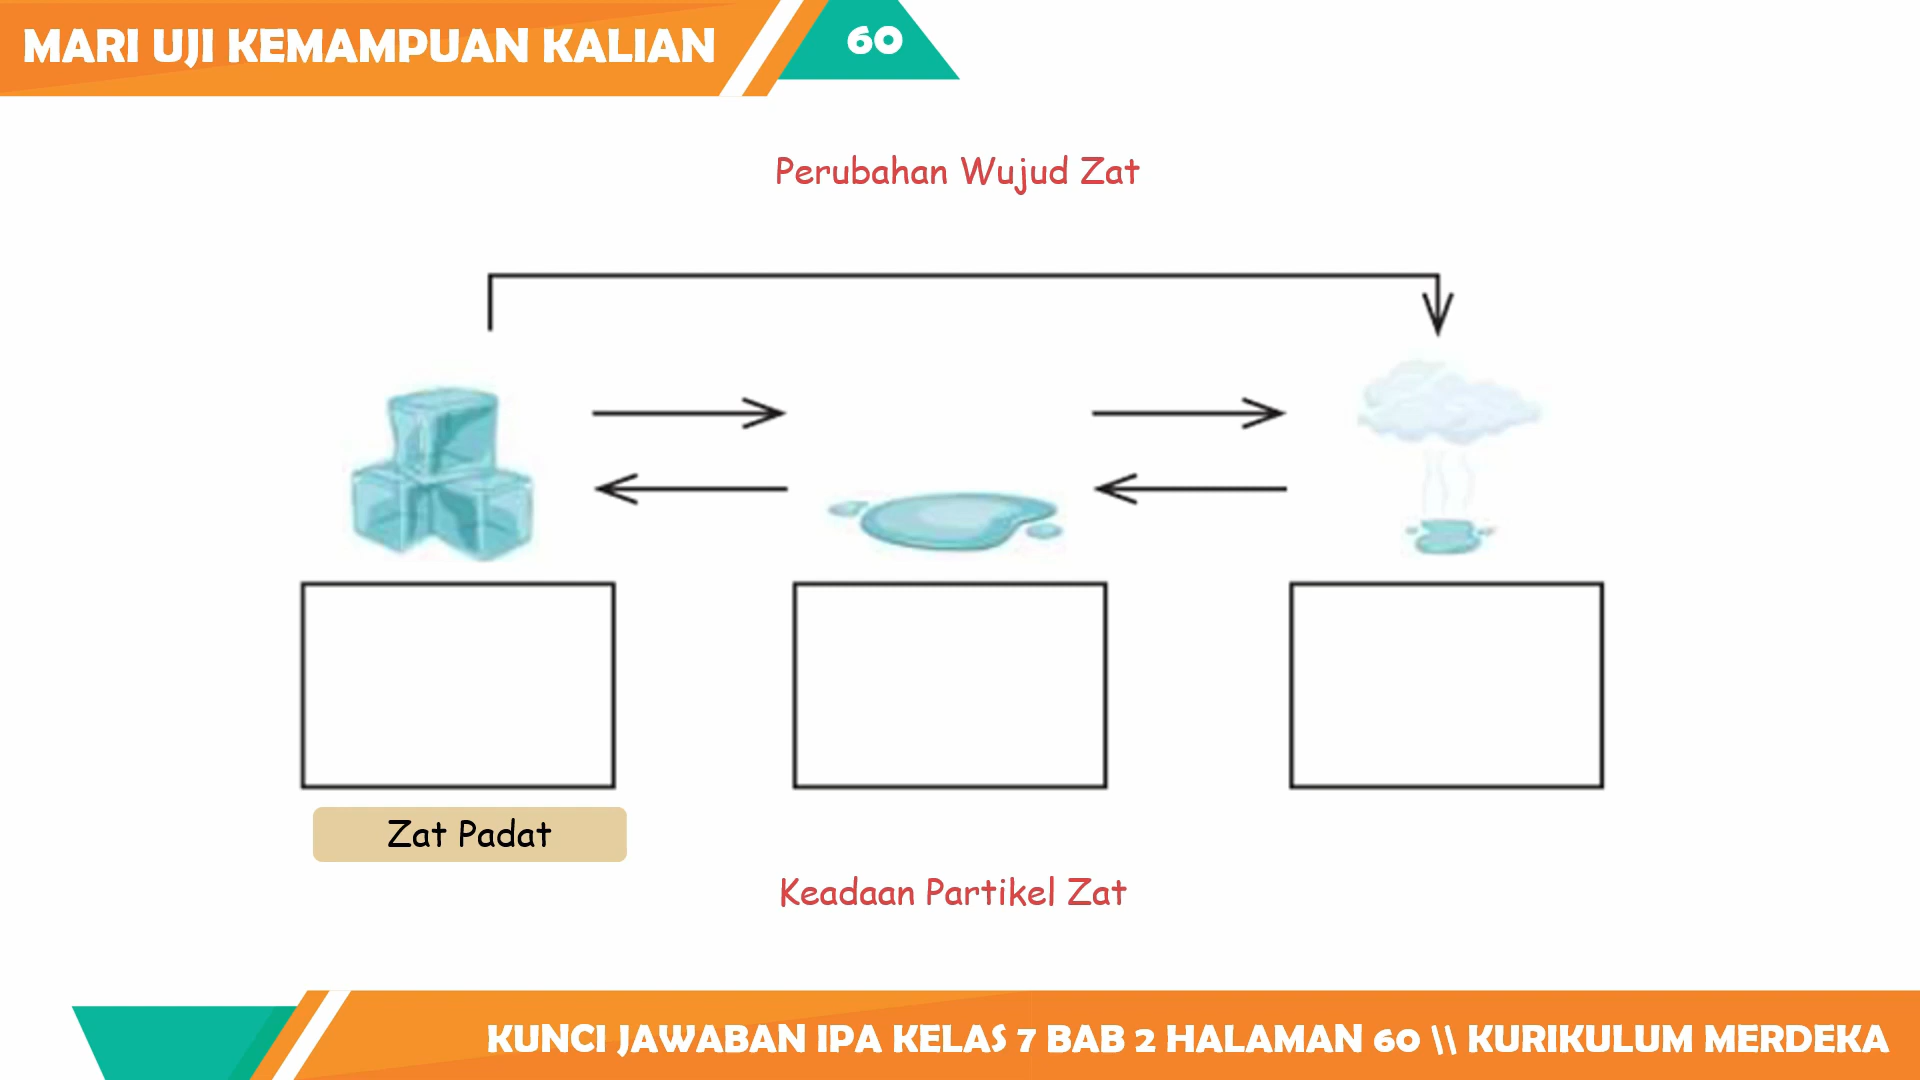 MARI UJI KEMAMPUAN KALIAN
60
Perubahan Wujud Zat
Zat Padat
Keadaan Partikel Zat
KUNCI JAWABAN IPA KELAS 7 BAB 2 HALAMAN 60 \\ KURIKULUM MERDEKA